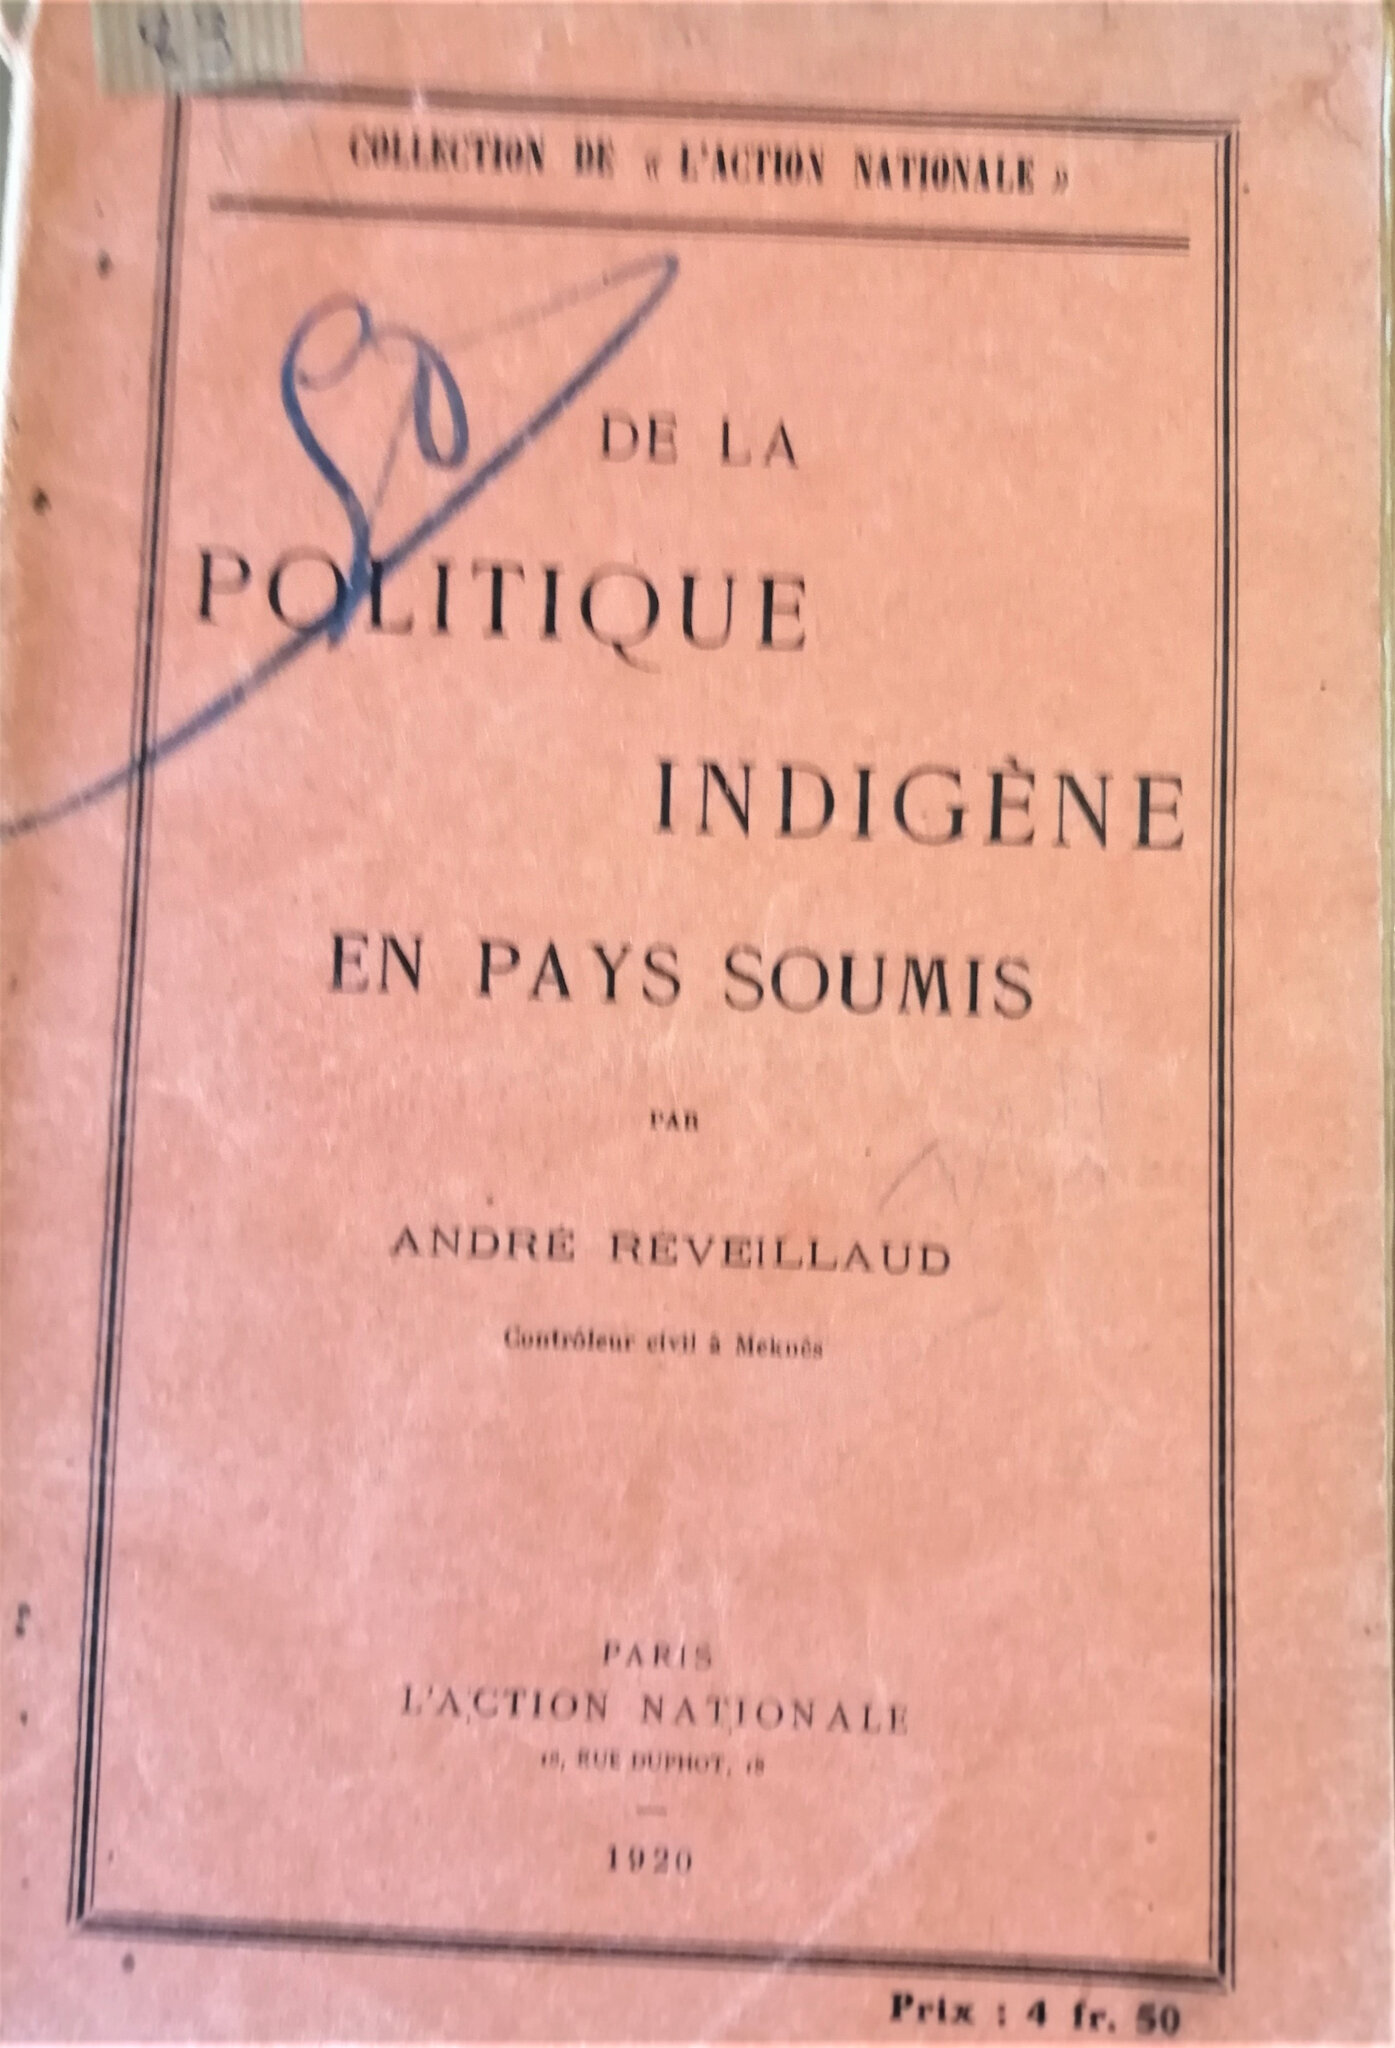 COLLECTION DE « L'ACTION NATIONALE »
DE LA
POLITIQUE
INDIGÈNE
EN PAYS SOUMIS
PAR
ANDRÉ RÉVEILLAUD
Contrôleur civil à Meknès
PARIS
L'ACTION NATIONALE
18, RUE DUPHOT, 18
1920
Prix : 4 fr. 50